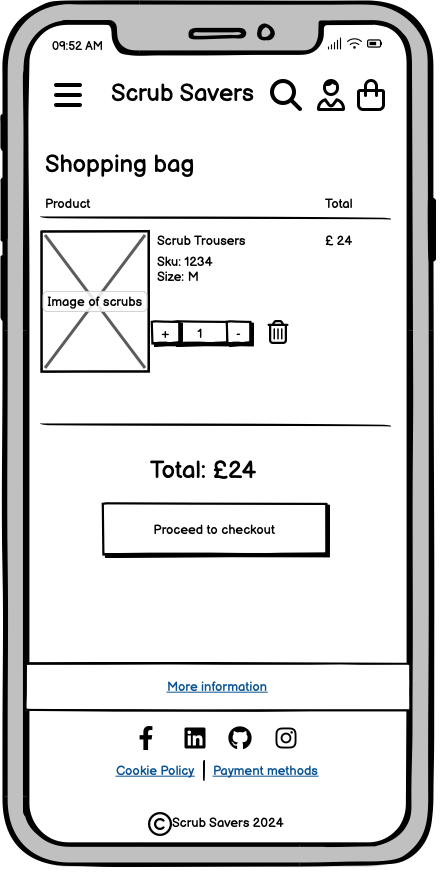 09:52 AM
Scrub Savers
Shopping bag
Product Total
Scrub Trousers £ 24
Sku: 1234
Size: M
Image of scrubs
+ 1 -
Total: £24
Proceed to checkout
More information
Cookie Policy Payment methods
© Scrub Savers 2024